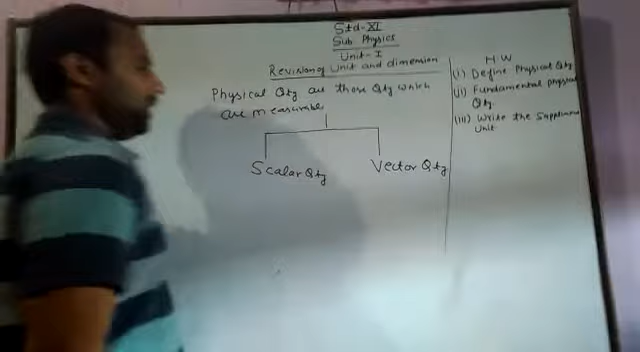 Std-XI
Sub Physics
Unit-I
Revision of Unit and dimension
Physical Qty are those Qty which
are measurable
Scalar Qty
Vector Qty
HW
(i) Define Physical Qty
(ii) Fundamental physical
Qty.
(iii) Write the
Unit